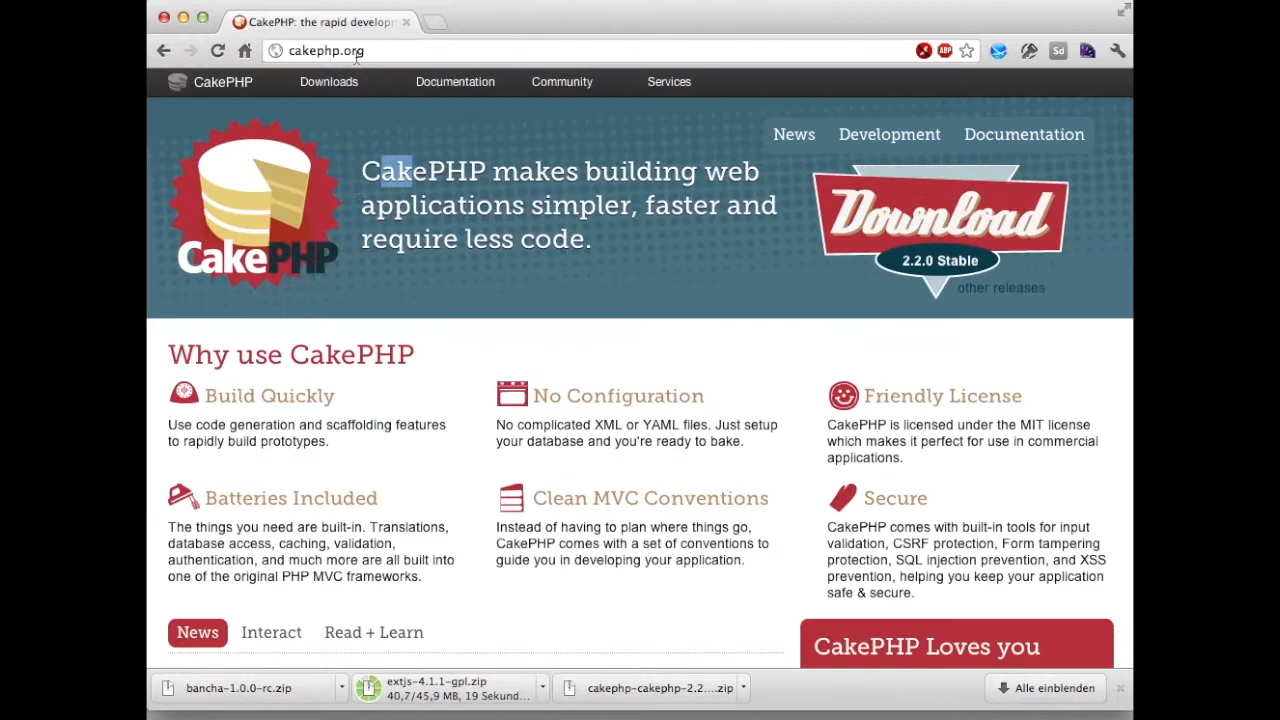 CakePHP: the rapid develop
cakephp.org
ABP
Sd
CakePHP Downloads Documentation Community Services
News Development Documentation
CakePHP makes building web
applications simpler, faster and
require less code.
CakePHP
Download
2.2.0 Stable
other releases
Why use CakePHP
Build Quickly
Use code generation and scaffolding features
to rapidly build prototypes.
No Configuration
No complicated XML or YAML files. Just setup
your database and you're ready to bake.
Friendly License
CakePHP is licensed under the MIT license
which makes it perfect for use in commercial
applications.
Batteries Included
The things you need are built-in. Translations,
database access, caching, validation,
authentication, and much more are all built into
one of the original PHP MVC frameworks.
Clean MVC Conventions
Instead of having to plan where things go,
CakePHP comes with a set of conventions to
guide you in developing your application.
Secure
CakePHP comes with built-in tools for input
validation, CSRF protection, Form tampering
protection, SQL injection prevention, and XSS
prevention, helping you keep your application
safe & secure.
News Interact Read + Learn
CakePHP Loves you
bancha-1.0.0-rc.zip
extjs-4.1.1-gpl.zip
40,7/45,9 MB, 19 Sekund...
cakephp-cakephp-2.2....zip
Alle einblenden